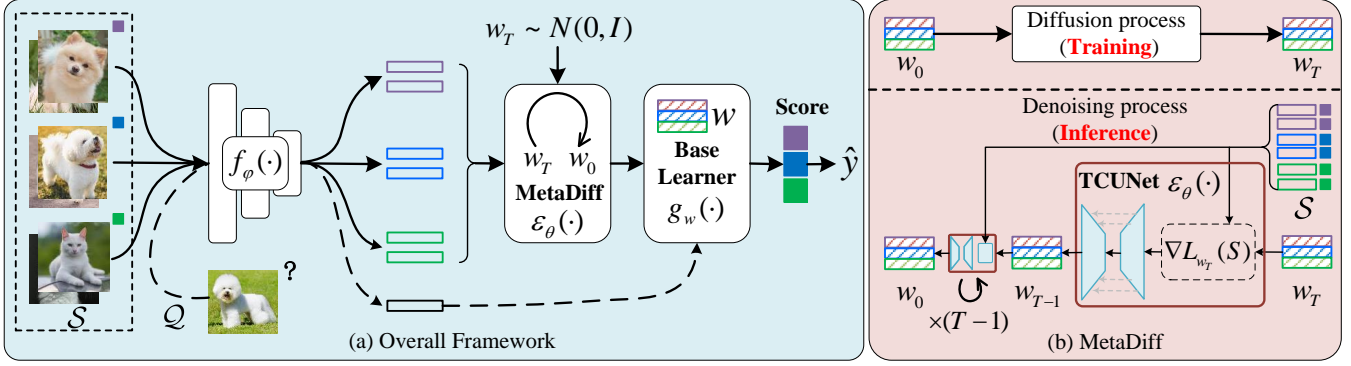 w_T ~ N(0, I)
f_φ(·)
w_T w_0
MetaDiff
ε_θ(·)
w
Base
Learner
g_w(·)
Score
ŷ
S
Q
?
(a) Overall Framework
Diffusion process
(Training)
w_0
w_T
Denoising process
(Inference)
TCUNet ε_θ(·)
S
∇L_{w_T}(S)
w_0
w_{T−1}
w_T
×(T−1)
(b) MetaDiff